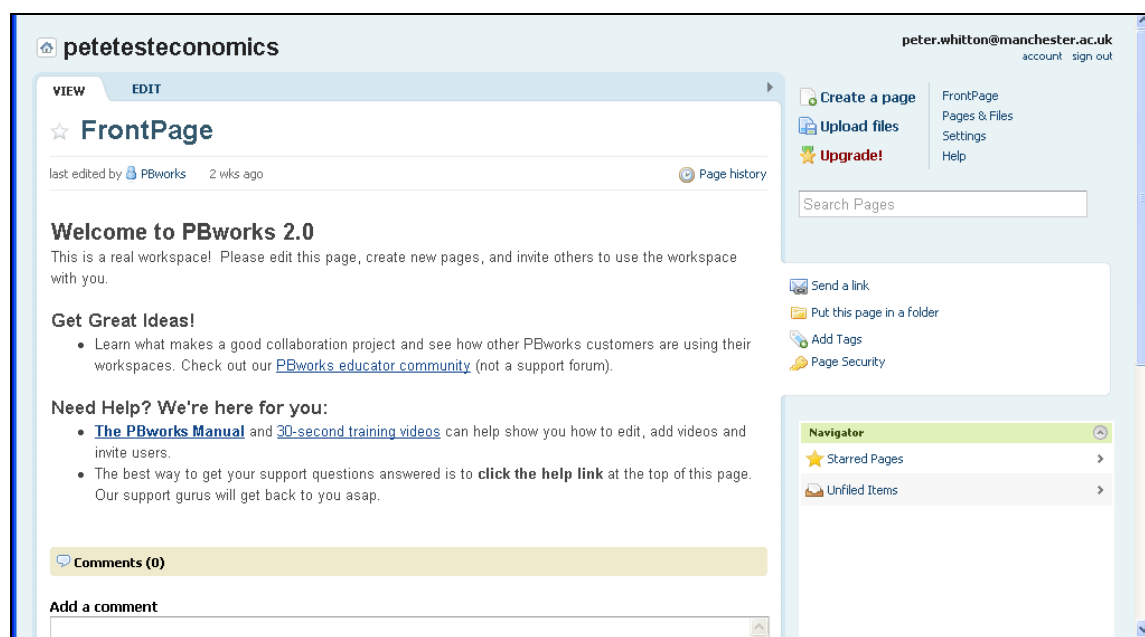 petetesteconomics
peter.whitton@manchester.ac.uk
account sign out
VIEW EDIT
FrontPage
last edited by PBworks 2 wks ago
Page history
Welcome to PBworks 2.0
This is a real workspace! Please edit this page, create new pages, and invite others to use the workspace
with you.
Get Great Ideas!
• Learn what makes a good collaboration project and see how other PBworks customers are using their
workspaces. Check out our PBworks educator community (not a support forum).
Need Help? We're here for you:
• The PBworks Manual and 30-second training videos can help show you how to edit, add videos and
invite users.
• The best way to get your support questions answered is to click the help link at the top of this page.
Our support gurus will get back to you asap.
Comments (0)
Add a comment
Create a page
Upload files
Upgrade!
FrontPage
Pages & Files
Settings
Help
Search Pages
Send a link
Put this page in a folder
Add Tags
Page Security
Navigator
Starred Pages
Unfiled Items